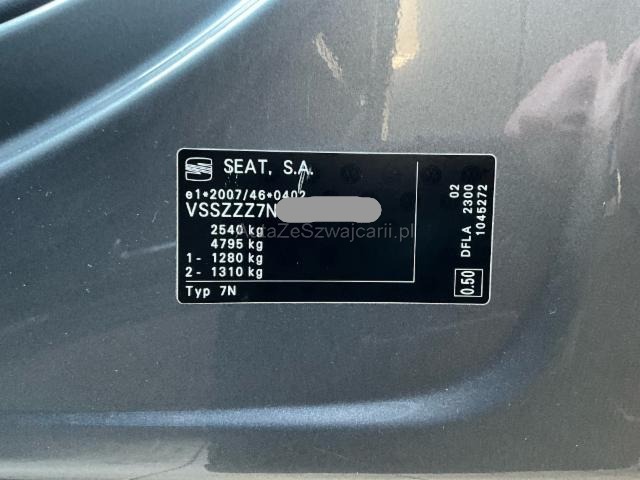 SEAT, S.A.
e1*2007/46*0402
VSSZZZ7N
AutaZeSzwajcarii.pl
2540 kg
4795 kg
1- 1280 kg
2- 1310 kg
Typ 7N
02
DFLA 2300
1045272
0.50